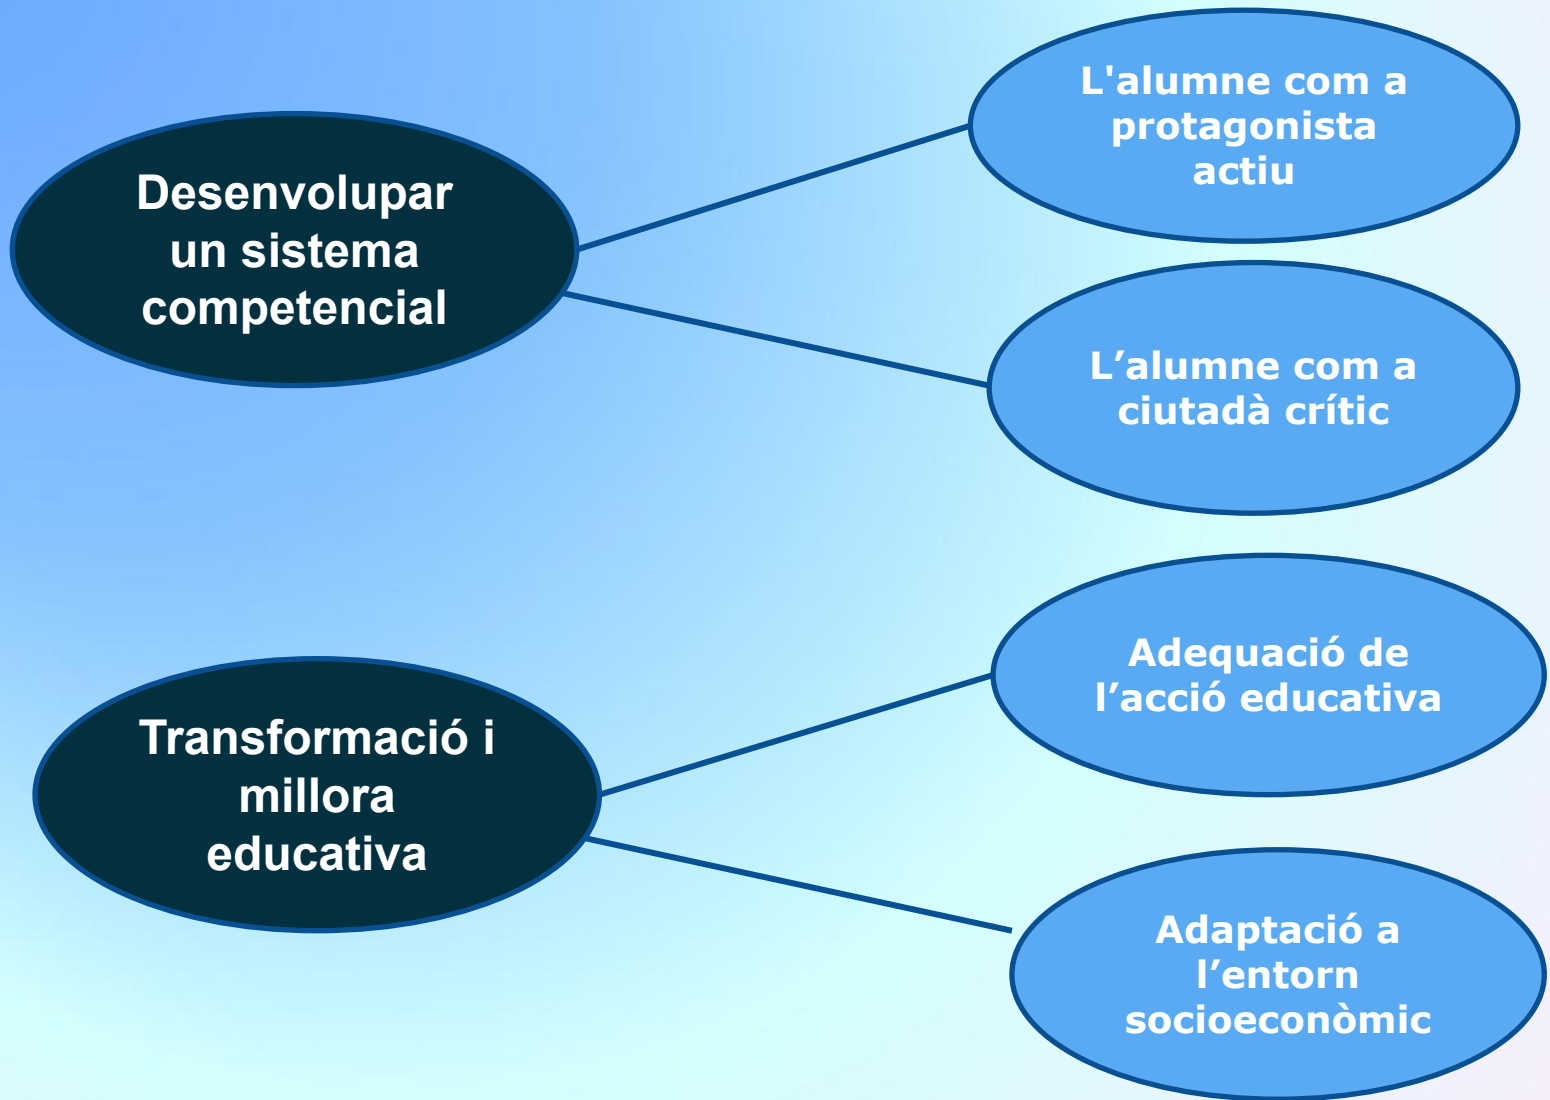 Desenvolupar
un sistema
competencial
L'alumne com a
protagonista
actiu
L’alumne com a
ciutadà crític
Transformació i
millora
educativa
Adequació de
l’acció educativa
Adaptació a
l’entorn
socioeconòmic